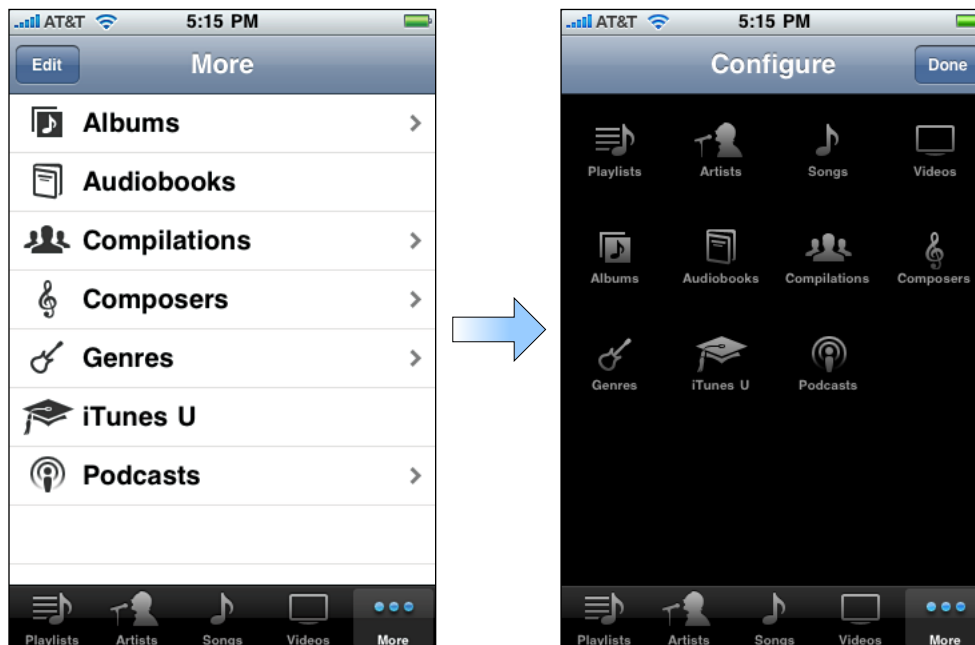 AT&T 5:15 PM
Edit More
Albums
Audiobooks
Compilations
Composers
Genres
iTunes U
Podcasts
Playlists Artists Songs Videos More
AT&T 5:15 PM
Configure Done
Playlists Artists Songs Videos
Albums Audiobooks Compilations Composers
Genres iTunes U Podcasts
Playlists Artists Songs Videos More